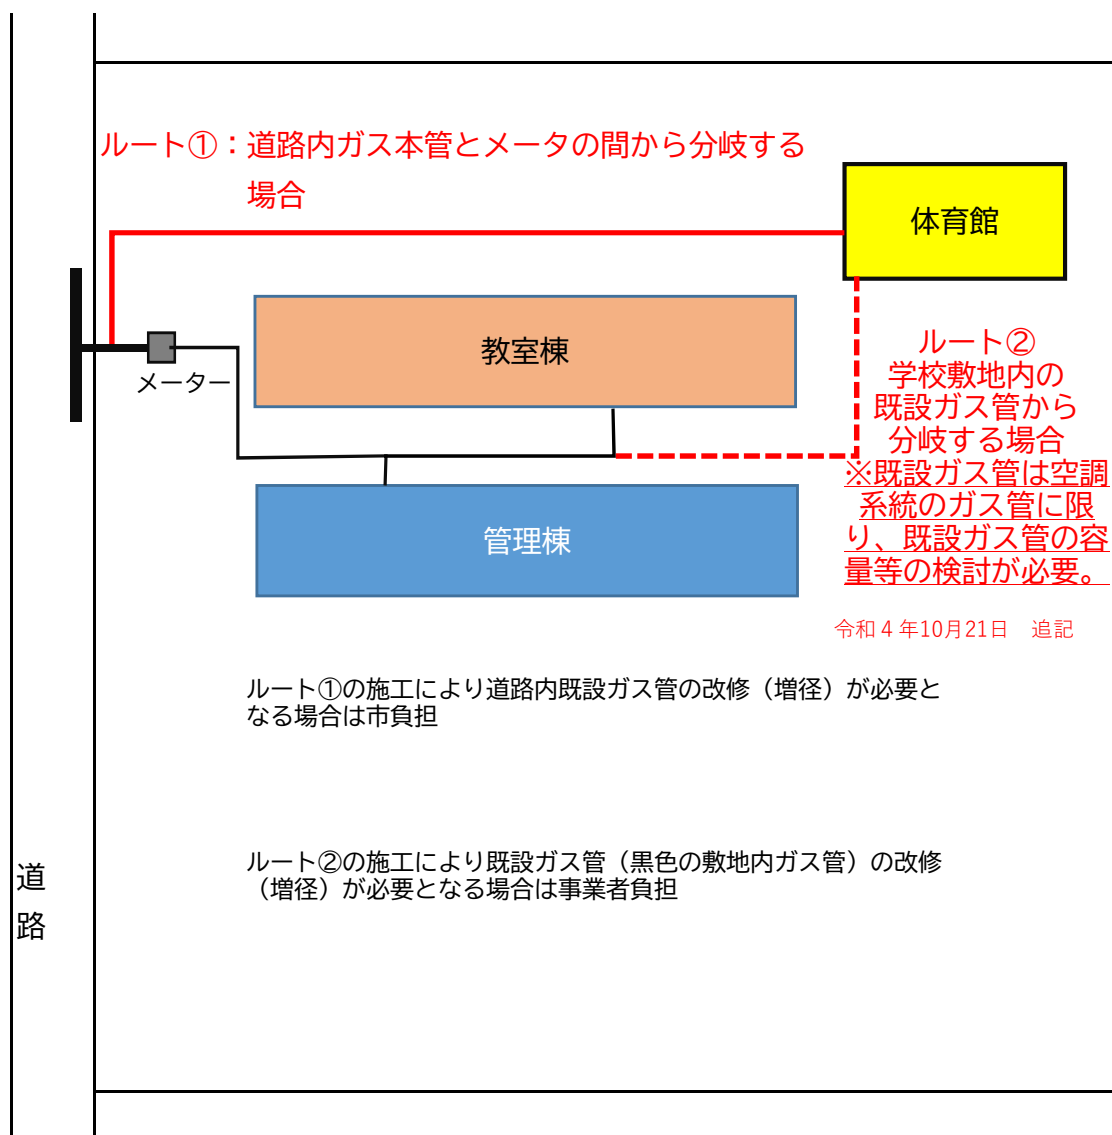 ルート①：道路内ガス本管とメータの間から分岐する
場合
体育館
教室棟
メーター
ルート②
学校敷地内の
既設ガス管から
分岐する場合
※既設ガス管は空調
系統のガス管に限
り、既設ガス管の容
量等の検討が必要。
管理棟
令和４年10月21日　追記
ルート①の施工により道路内既設ガス管の改修（増径）が必要と
なる場合は市負担
ルート②の施工により既設ガス管（黒色の敷地内ガス管）の改修
（増径）が必要となる場合は事業者負担
道
路